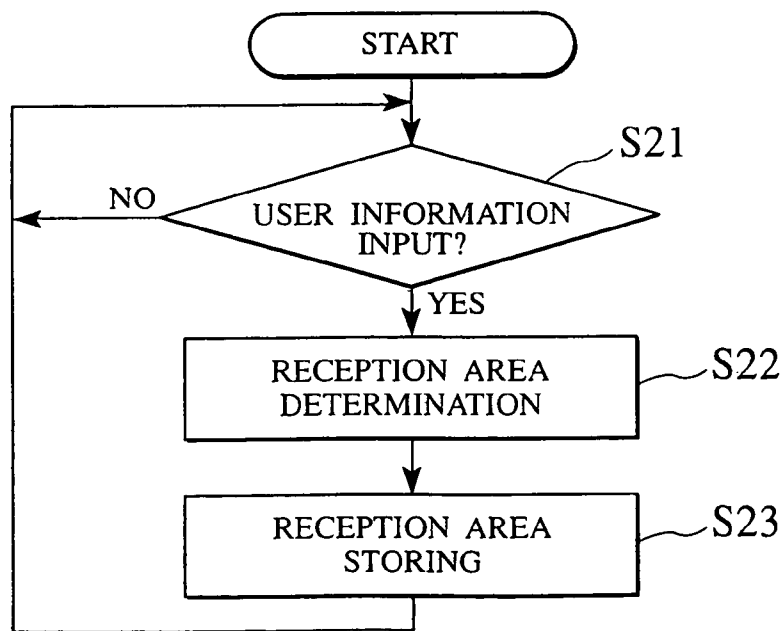 START
S21
NO
USER INFORMATION
INPUT?
YES
RECEPTION AREA
DETERMINATION
S22
RECEPTION AREA
STORING
S23